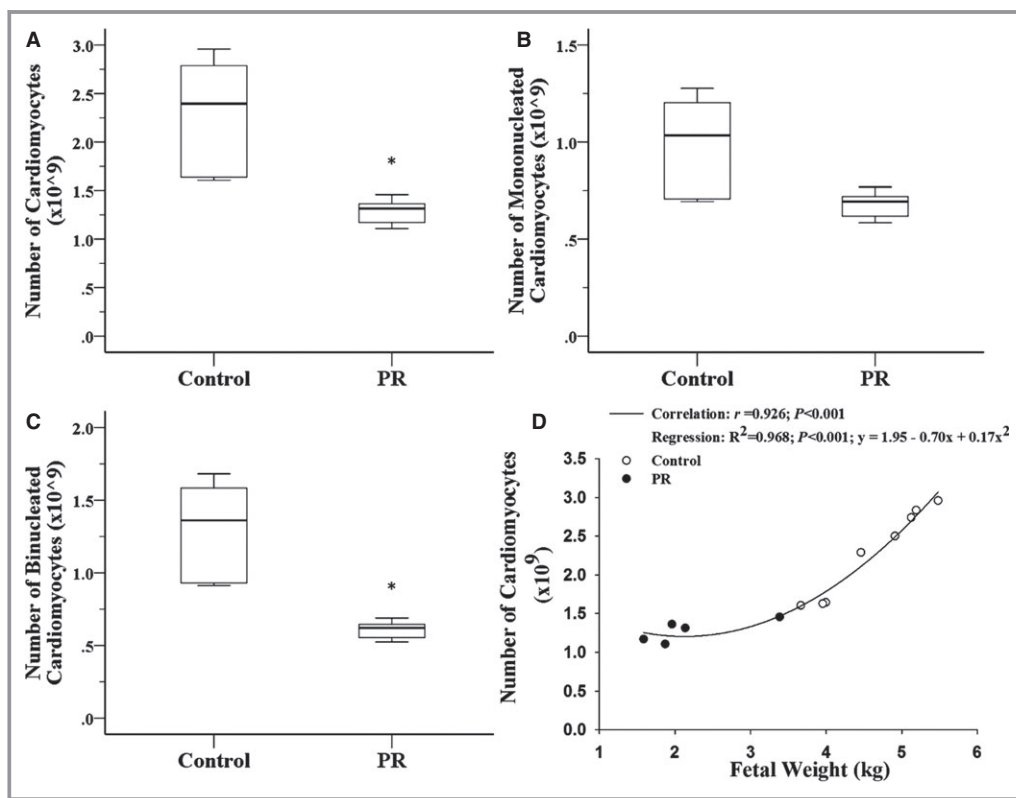 A
Number of Cardiomyocytes
(x10^9)
3.0
2.5
2.0
1.5
1.0
.5
.0
*
Control
PR
B
Number of Mononucleated
Cardiomyocytes (x10^9)
1.5
1.0
.5
.0
Control
PR
C
Number of Binucleated
Cardiomyocytes (x10^9)
2.0
1.5
1.0
.5
.0
*
Control
PR
D
Correlation: r =0.926; P<0.001
Regression: R²=0.968; P<0.001; y = 1.95 - 0.70x + 0.17x²
Control
PR
Number of Cardiomyocytes
(x10⁹)
3.5
3.0
2.5
2.0
1.5
1.0
0.5
0.0
1 2 3 4 5 6
Fetal Weight (kg)